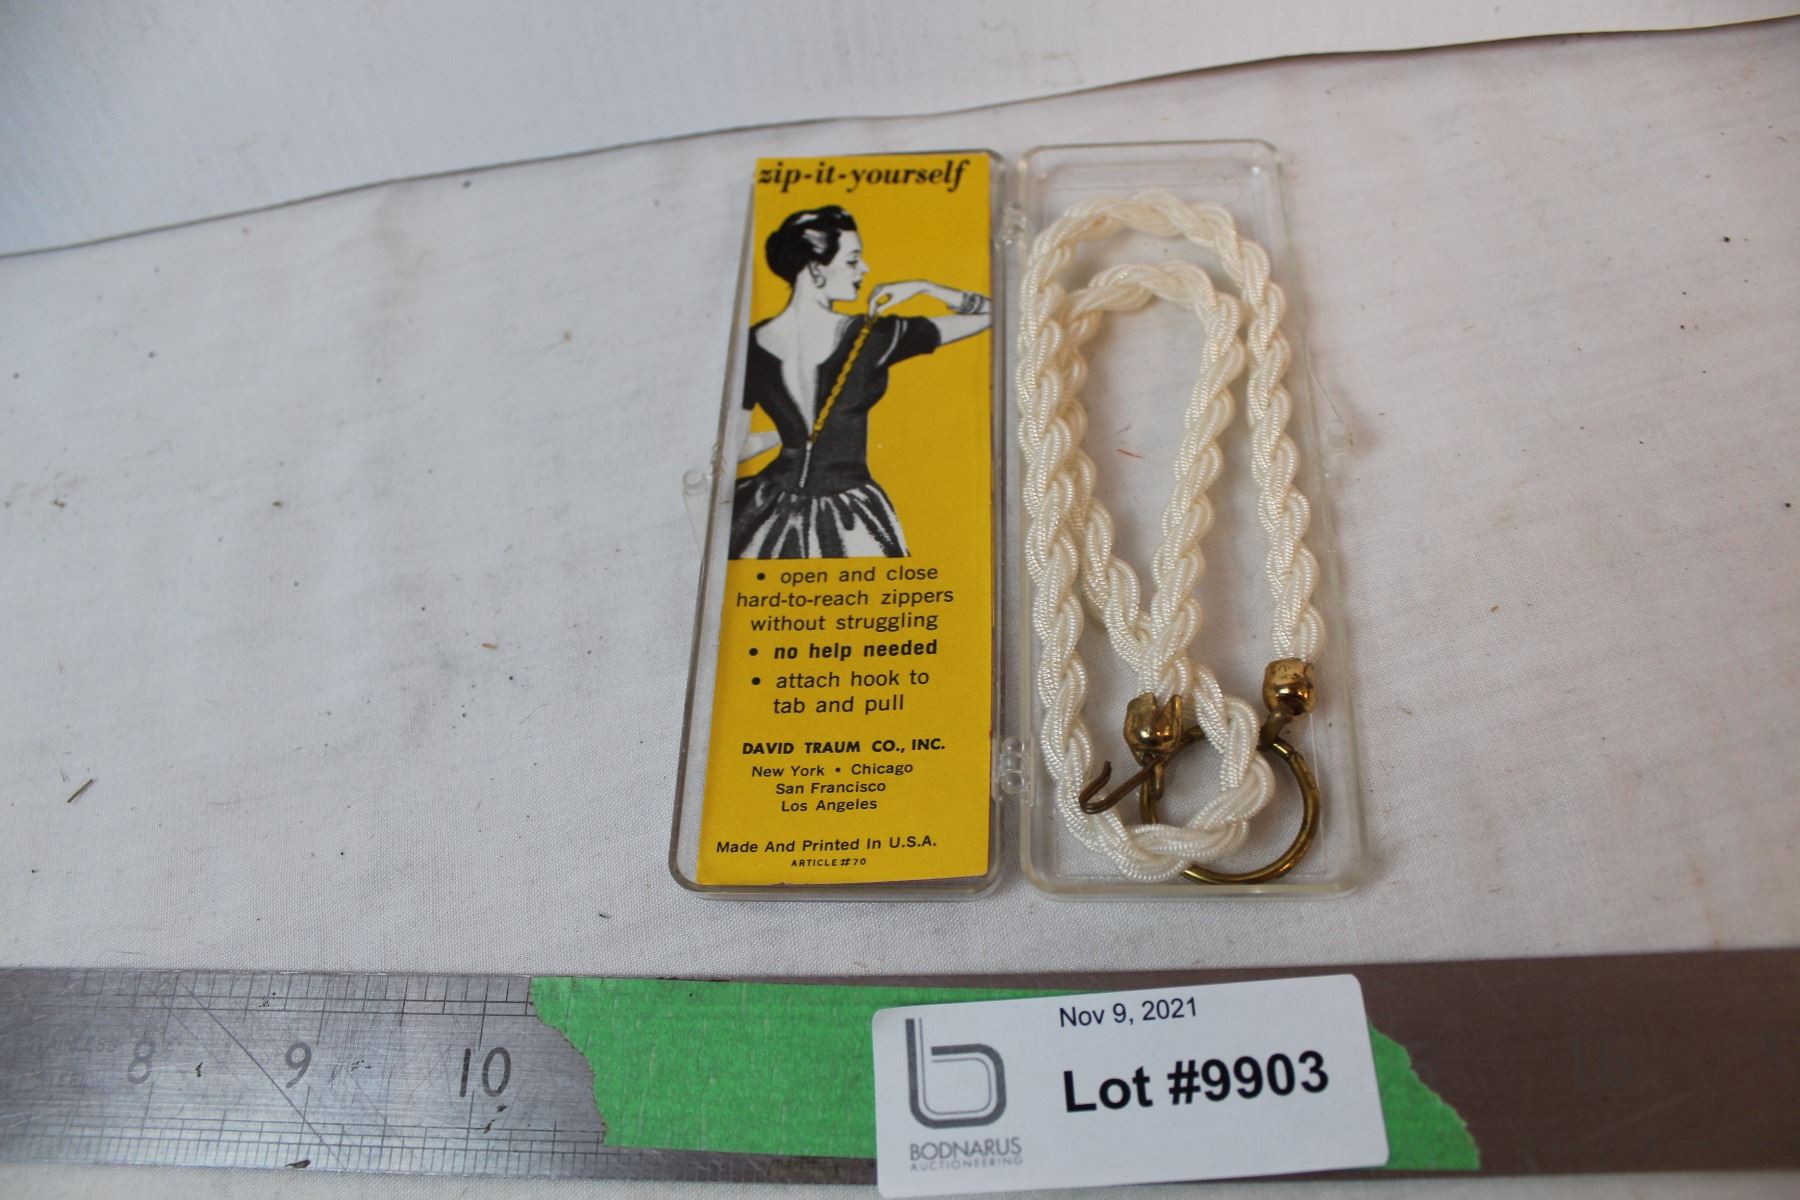 zip-it-yourself
• open and close
hard-to-reach zippers
without struggling
• no help needed
• attach hook to
tab and pull
DAVID TRAUM CO., INC.
New York • Chicago
San Francisco
Los Angeles
Made And Printed In U.S.A.
ARTICLE #70
8 9 10
Nov 9, 2021
Lot #9903
BODNARUS
AUCTIONEERING